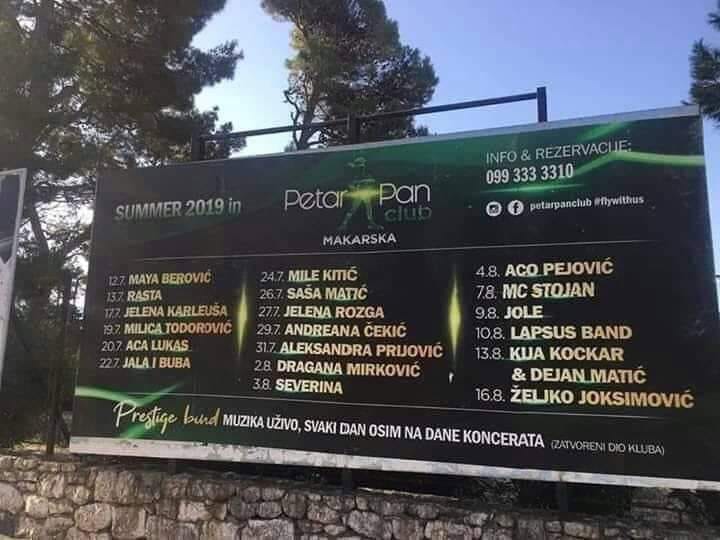 SUMMER 2019 in
Petar Pan
club
MAKARSKA
INFO & REZERVACIJE:
099 333 3310
petarpanclub #flywithus
12.7. MAYA BEROVIĆ
13.7. RASTA
17.7. JELENA KARLEUŠA
19.7. MILICA TODOROVIĆ
20.7. ACA LUKAS
22.7. JALA I BUBA
24.7. MILE KITIĆ
26.7. SAŠA MATIĆ
27.7. JELENA ROZGA
29.7. ANDREANA ČEKIĆ
31.7. ALEKSANDRA PRIJOVIĆ
2.8. DRAGANA MIRKOVIĆ
3.8. SEVERINA
4.8. ACO PEJOVIĆ
7.8. MC STOJAN
9.8. JOLE
10.8. LAPSUS BAND
13.8. KIJA KOCKAR
& DEJAN MATIĆ
16.8. ŽELJKO JOKSIMOVIĆ
Prestige band MUZIKA UŽIVO, SVAKI DAN OSIM NA DANE KONCERATA (ZATVORENI DIO KLUBA)